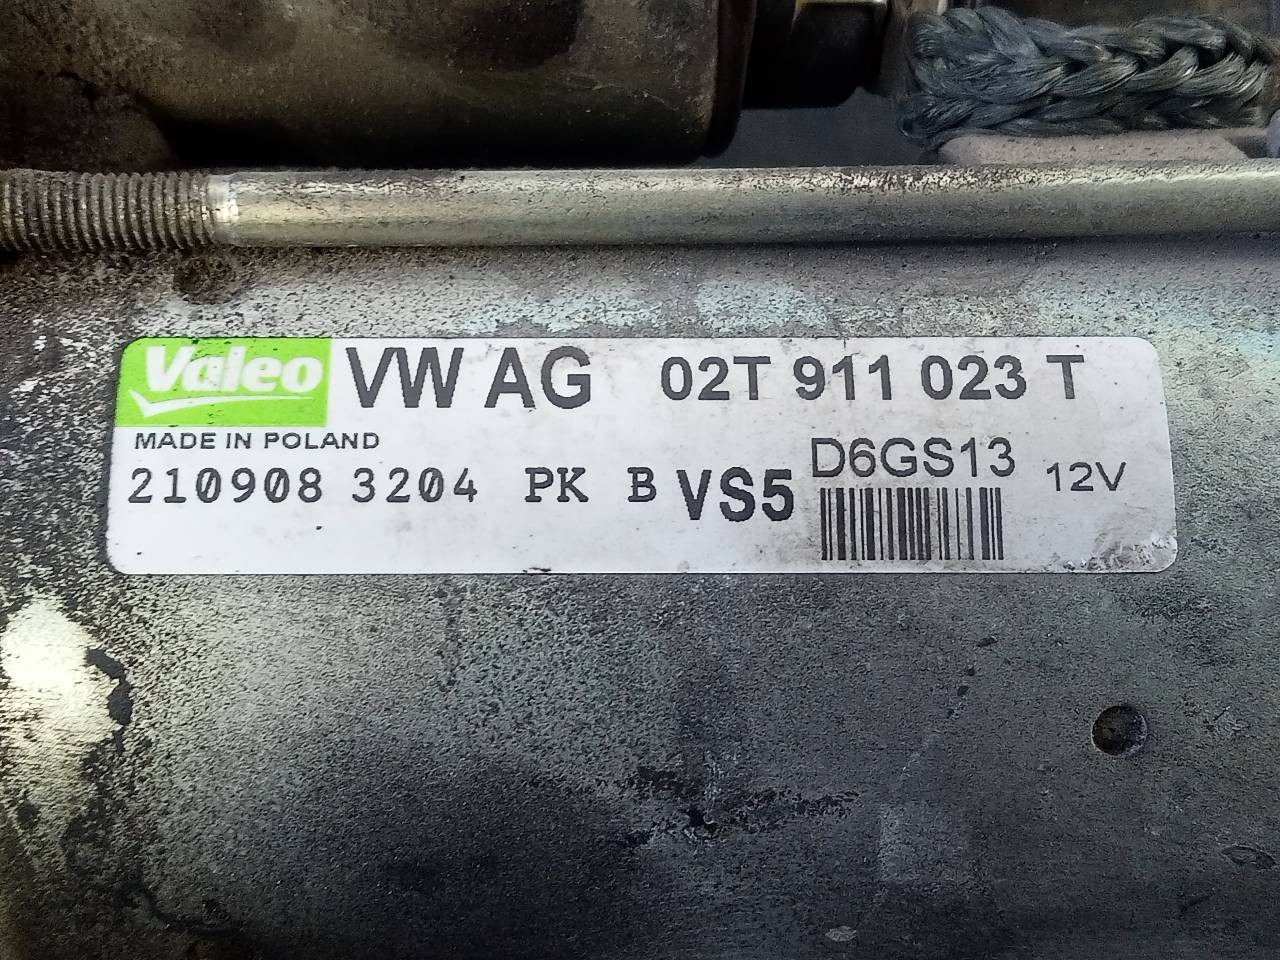 Valeo VW AG 02T 911 023 T
MADE IN POLAND
210908 3204 PK B VS5 D6GS13 12V